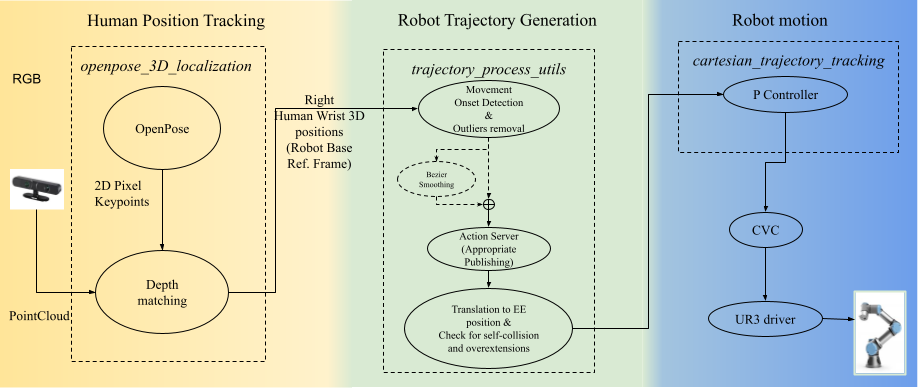 Human Position Tracking
openpose_3D_localization
RGB
OpenPose
2D Pixel
Keypoints
Depth
matching
PointCloud
Right
Human Wrist 3D
positions
(Robot Base
Ref. Frame)
Robot Trajectory Generation
trajectory_process_utils
Movement
Onset Detection
&
Outliers removal
Bezier
Smoothing
Action Server
(Appropriate
Publishing)
Translation to EE
position &
Check for self-collision
and overextensions
Robot motion
cartesian_trajectory_tracking
P Controller
CVC
UR3 driver